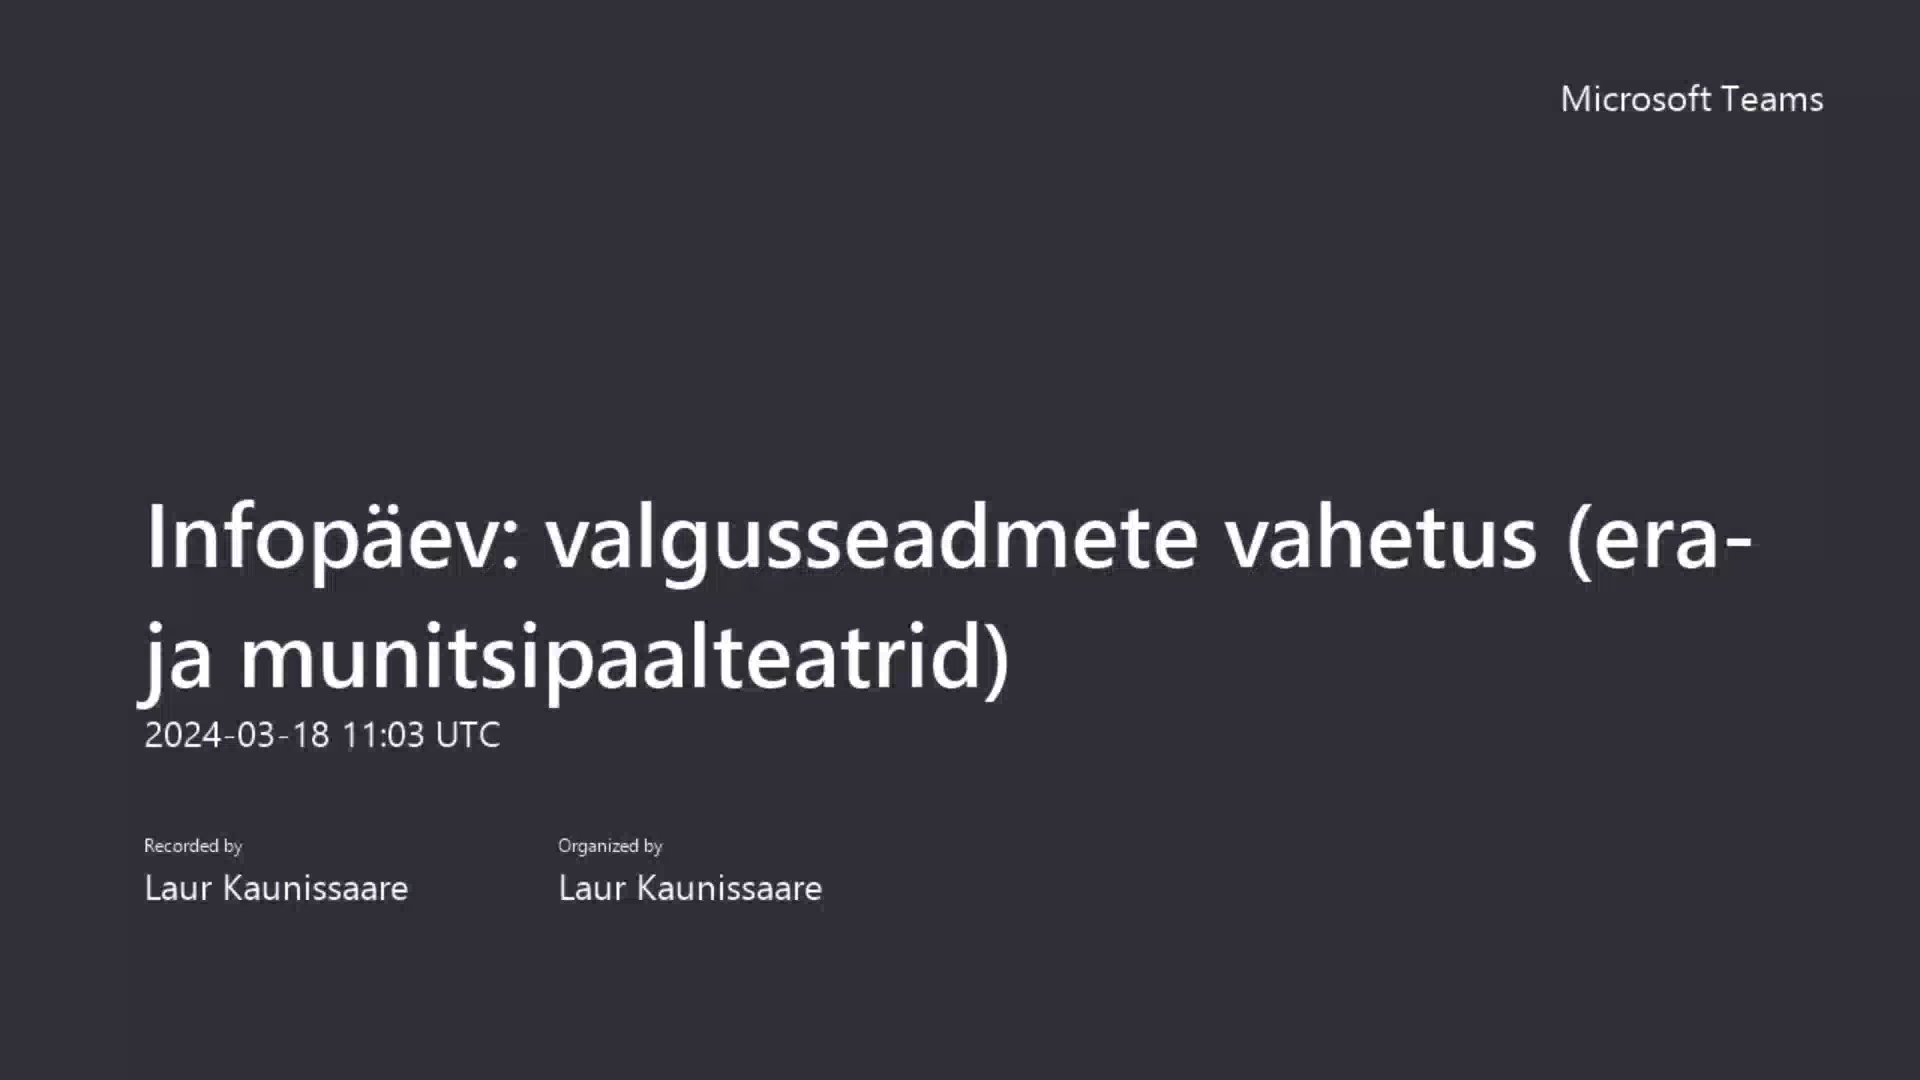 Microsoft Teams
Infopäev: valgusseadmete vahetus (era-
ja munitsipaalteatrid)
2024-03-18 11:03 UTC
Recorded by
Laur Kaunissaare
Organized by
Laur Kaunissaare